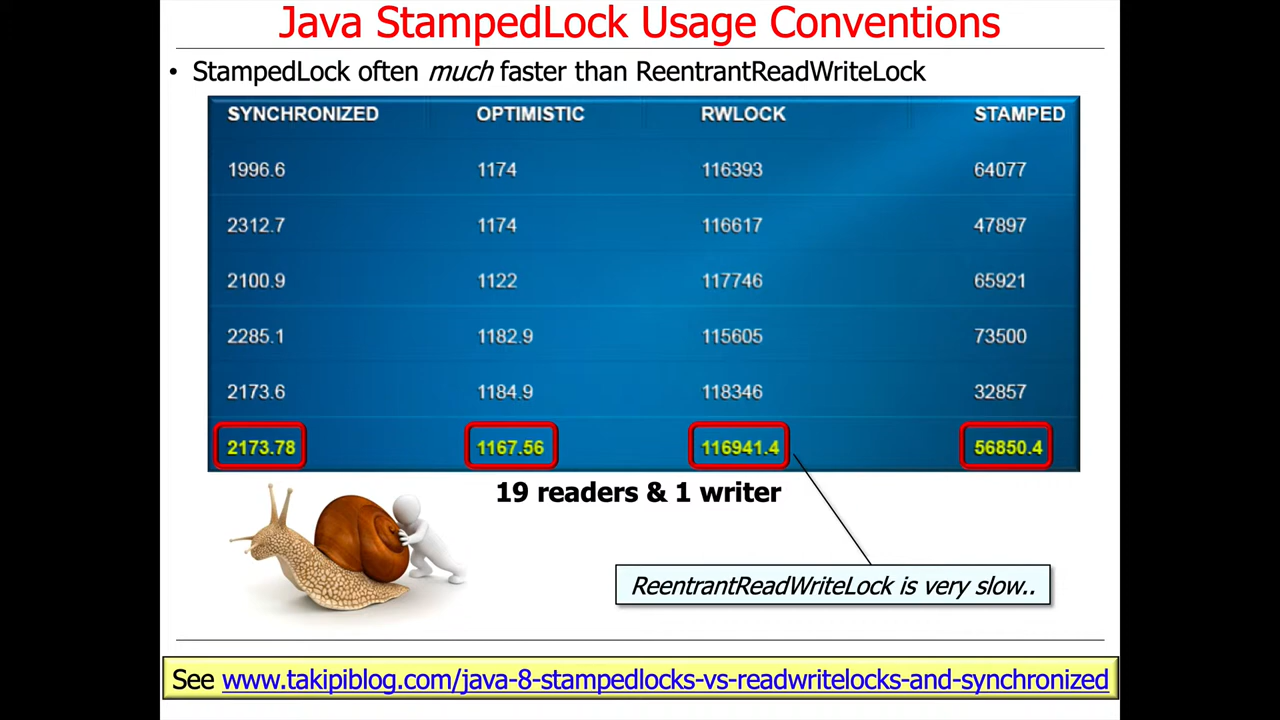 Java StampedLock Usage Conventions
• StampedLock often much faster than ReentrantReadWriteLock
SYNCHRONIZED OPTIMISTIC RWLOCK STAMPED
1996.6 1174 116393 64077
2312.7 1174 116617 47897
2100.9 1122 117746 65921
2285.1 1182.9 115605 73500
2173.6 1184.9 118346 32857
2173.78 1167.56 116941.4 56850.4
19 readers & 1 writer
ReentrantReadWriteLock is very slow..
See www.takipiblog.com/java-8-stampedlocks-vs-readwritelocks-and-synchronized